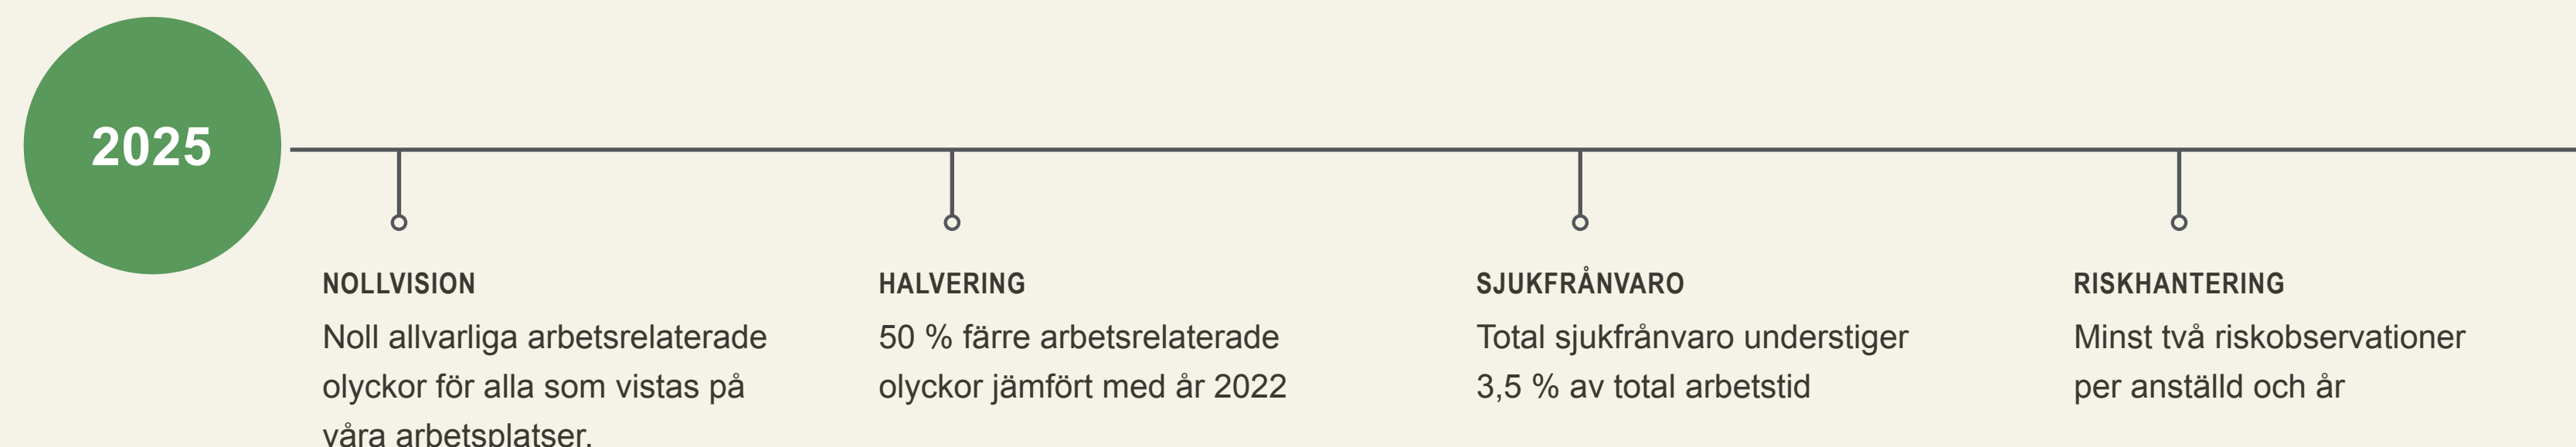 2025
NOLLVISION
Noll allvarliga arbetsrelaterade
olyckor för alla som vistas på
våra arbetsplatser.
HALVERING
50 % färre arbetsrelaterade
olyckor jämfört med år 2022
SJUKFRÅNVARO
Total sjukfrånvaro understiger
3,5 % av total arbetstid
RISKHANTERING
Minst två riskobservationer
per anställd och år